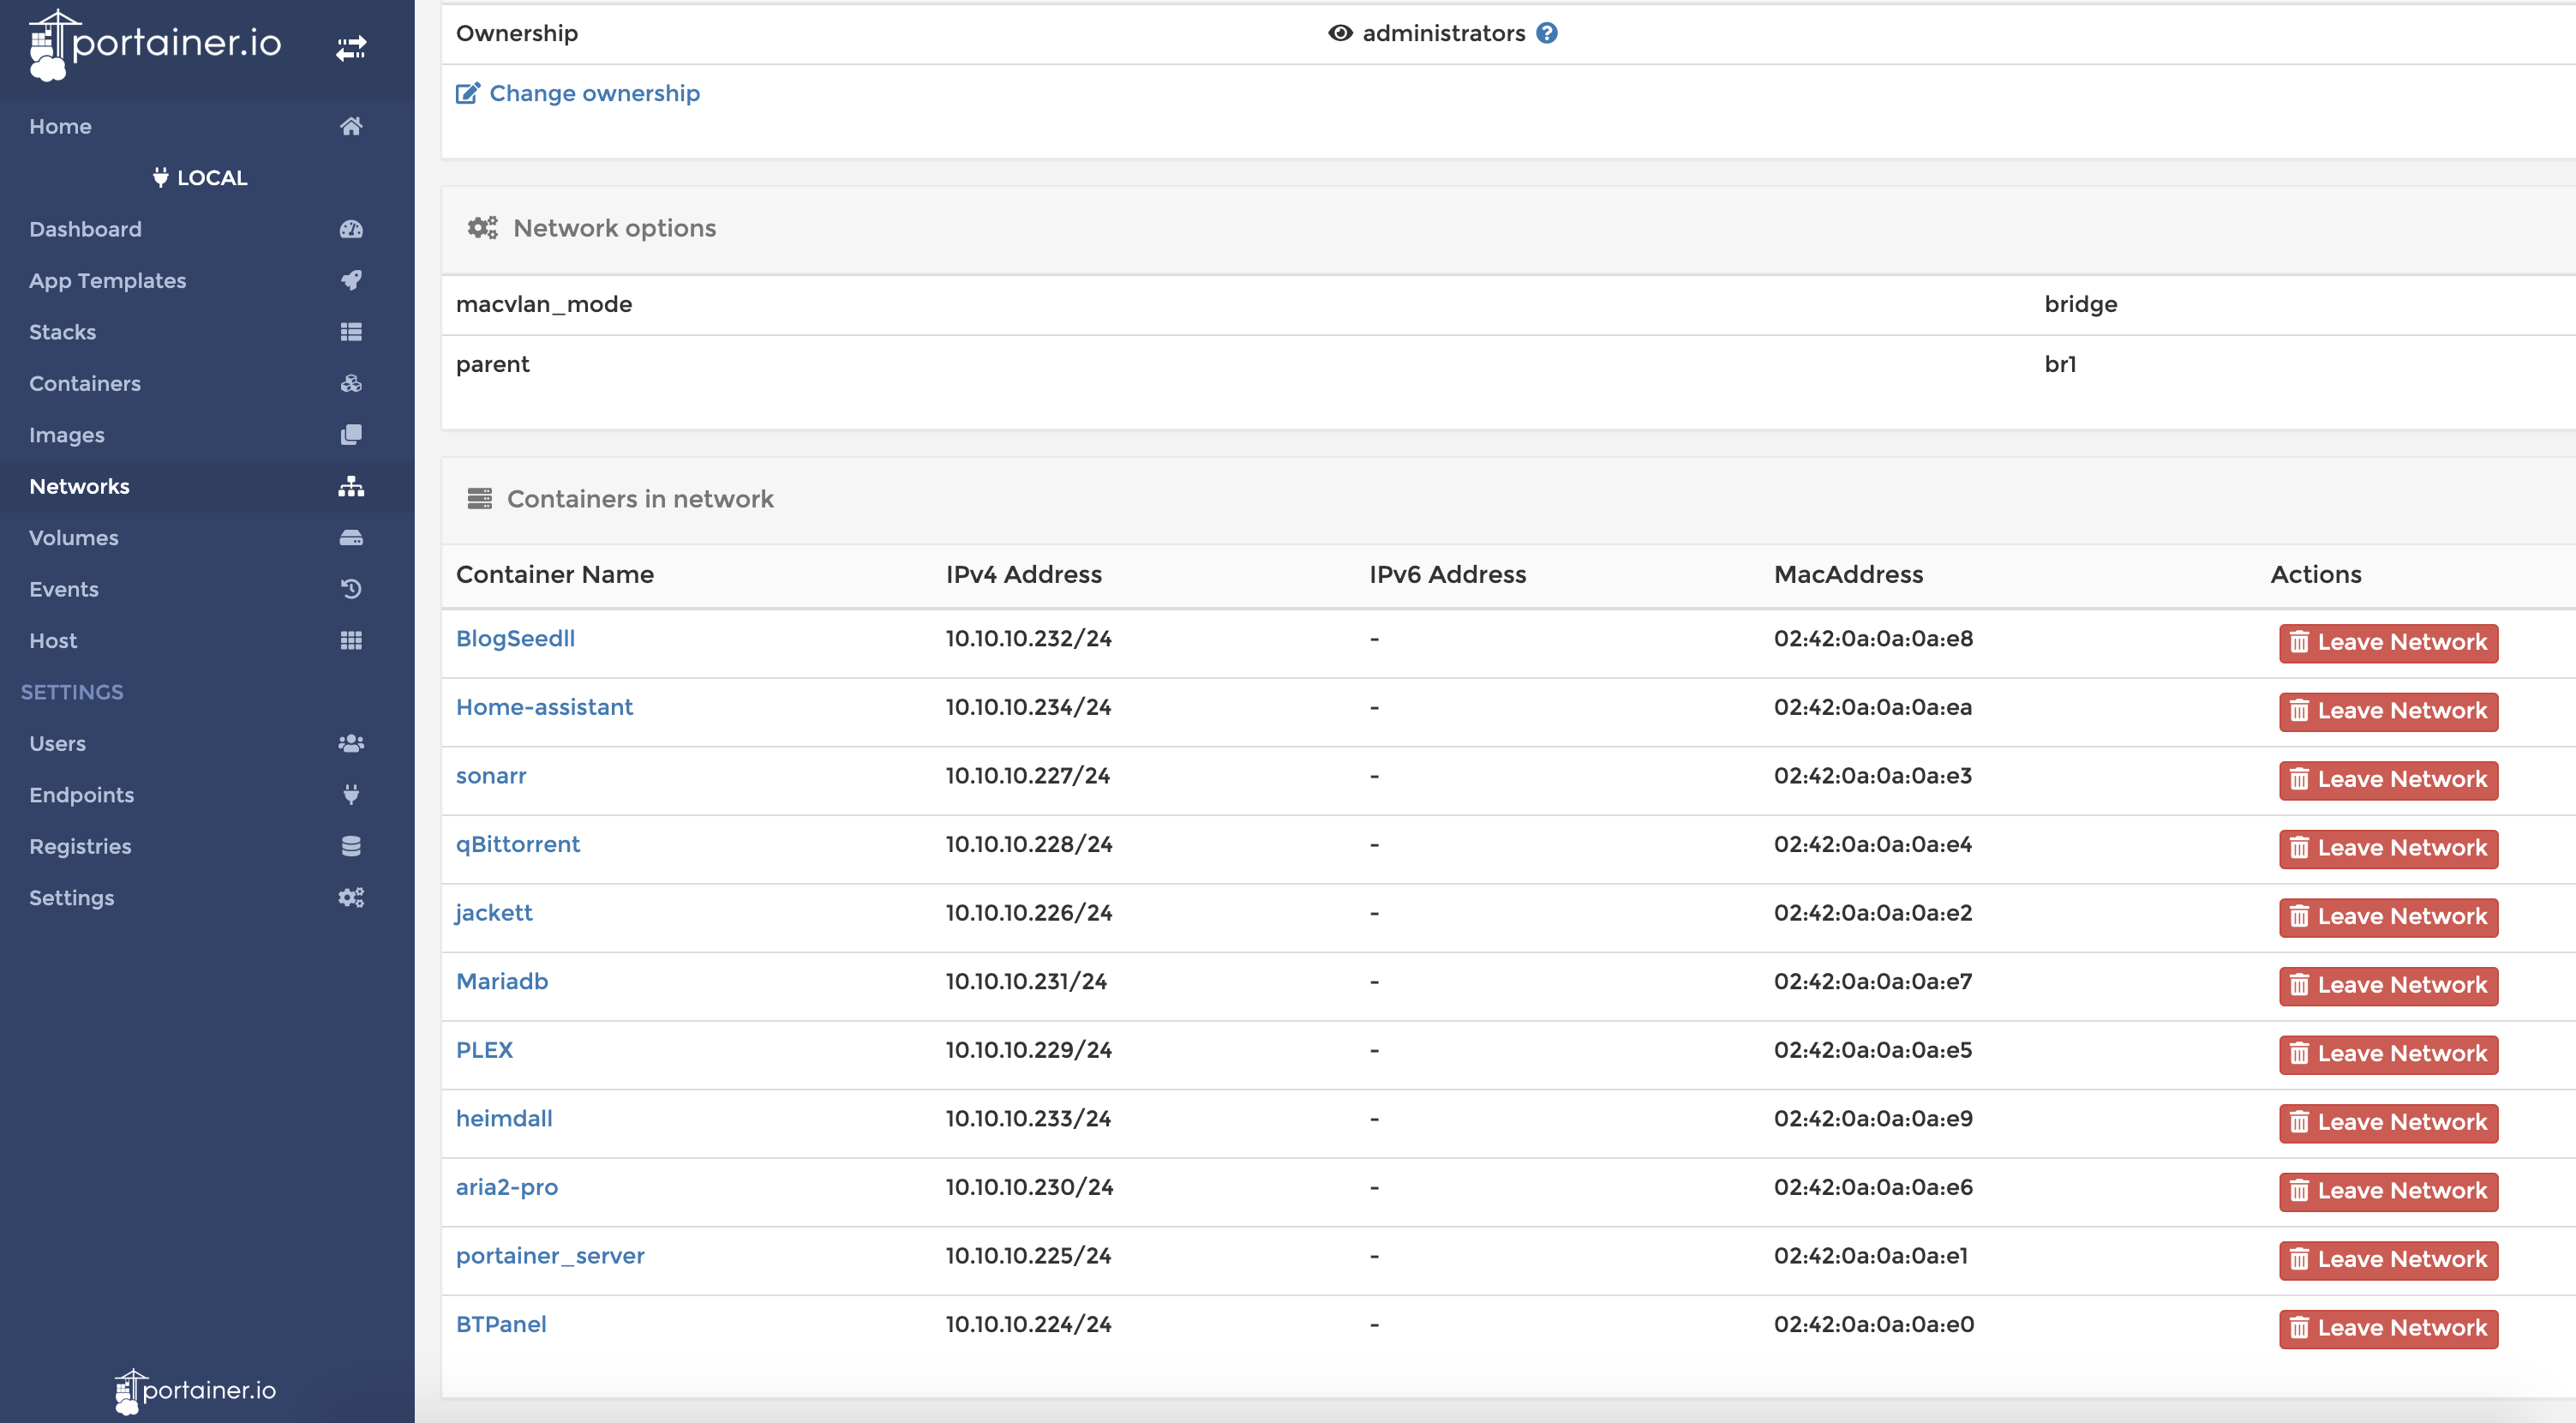 portainer.io
Home
LOCAL
Dashboard
App Templates
Stacks
Containers
Images
Networks
Volumes
Events
Host
SETTINGS
Users
Endpoints
Registries
Settings
portainer.io
Ownership administrators
Change ownership
Network options
macvlan_mode bridge
parent br1
Containers in network
Container Name IPv4 Address IPv6 Address MacAddress Actions
BlogSeedll 10.10.10.232/24 - 02:42:0a:0a:0a:e8 Leave Network
Home-assistant 10.10.10.234/24 - 02:42:0a:0a:0a:ea Leave Network
sonarr 10.10.10.227/24 - 02:42:0a:0a:0a:e3 Leave Network
qBittorrent 10.10.10.228/24 - 02:42:0a:0a:0a:e4 Leave Network
jackett 10.10.10.226/24 - 02:42:0a:0a:0a:e2 Leave Network
Mariadb 10.10.10.231/24 - 02:42:0a:0a:0a:e7 Leave Network
PLEX 10.10.10.229/24 - 02:42:0a:0a:0a:e5 Leave Network
heimdall 10.10.10.233/24 - 02:42:0a:0a:0a:e9 Leave Network
aria2-pro 10.10.10.230/24 - 02:42:0a:0a:0a:e6 Leave Network
portainer_server 10.10.10.225/24 - 02:42:0a:0a:0a:e1 Leave Network
BTPanel 10.10.10.224/24 - 02:42:0a:0a:0a:e0 Leave Network